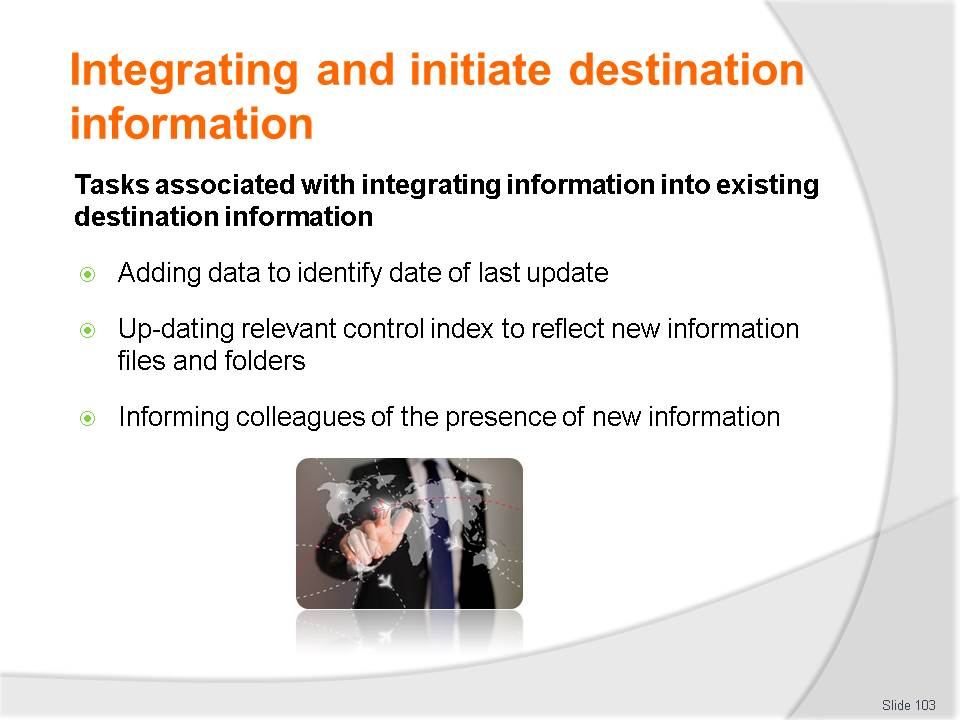 Integrating and initiate destination
information
Tasks associated with integrating information into existing
destination information
Adding data to identify date of last update
Up-dating relevant control index to reflect new information
files and folders
Informing colleagues of the presence of new information
Slide 103